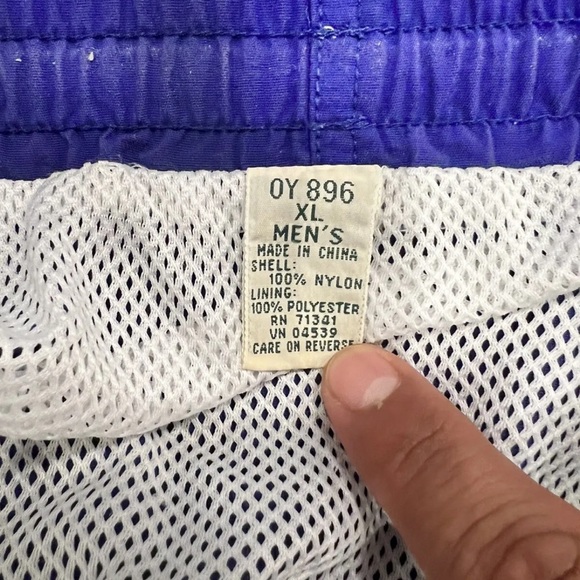 OY 896
XL
MEN'S
MADE IN CHINA
SHELL:
100% NYLON
LINING:
100% POLYESTER
RN 71341
VN 04539
CARE ON REVERSE